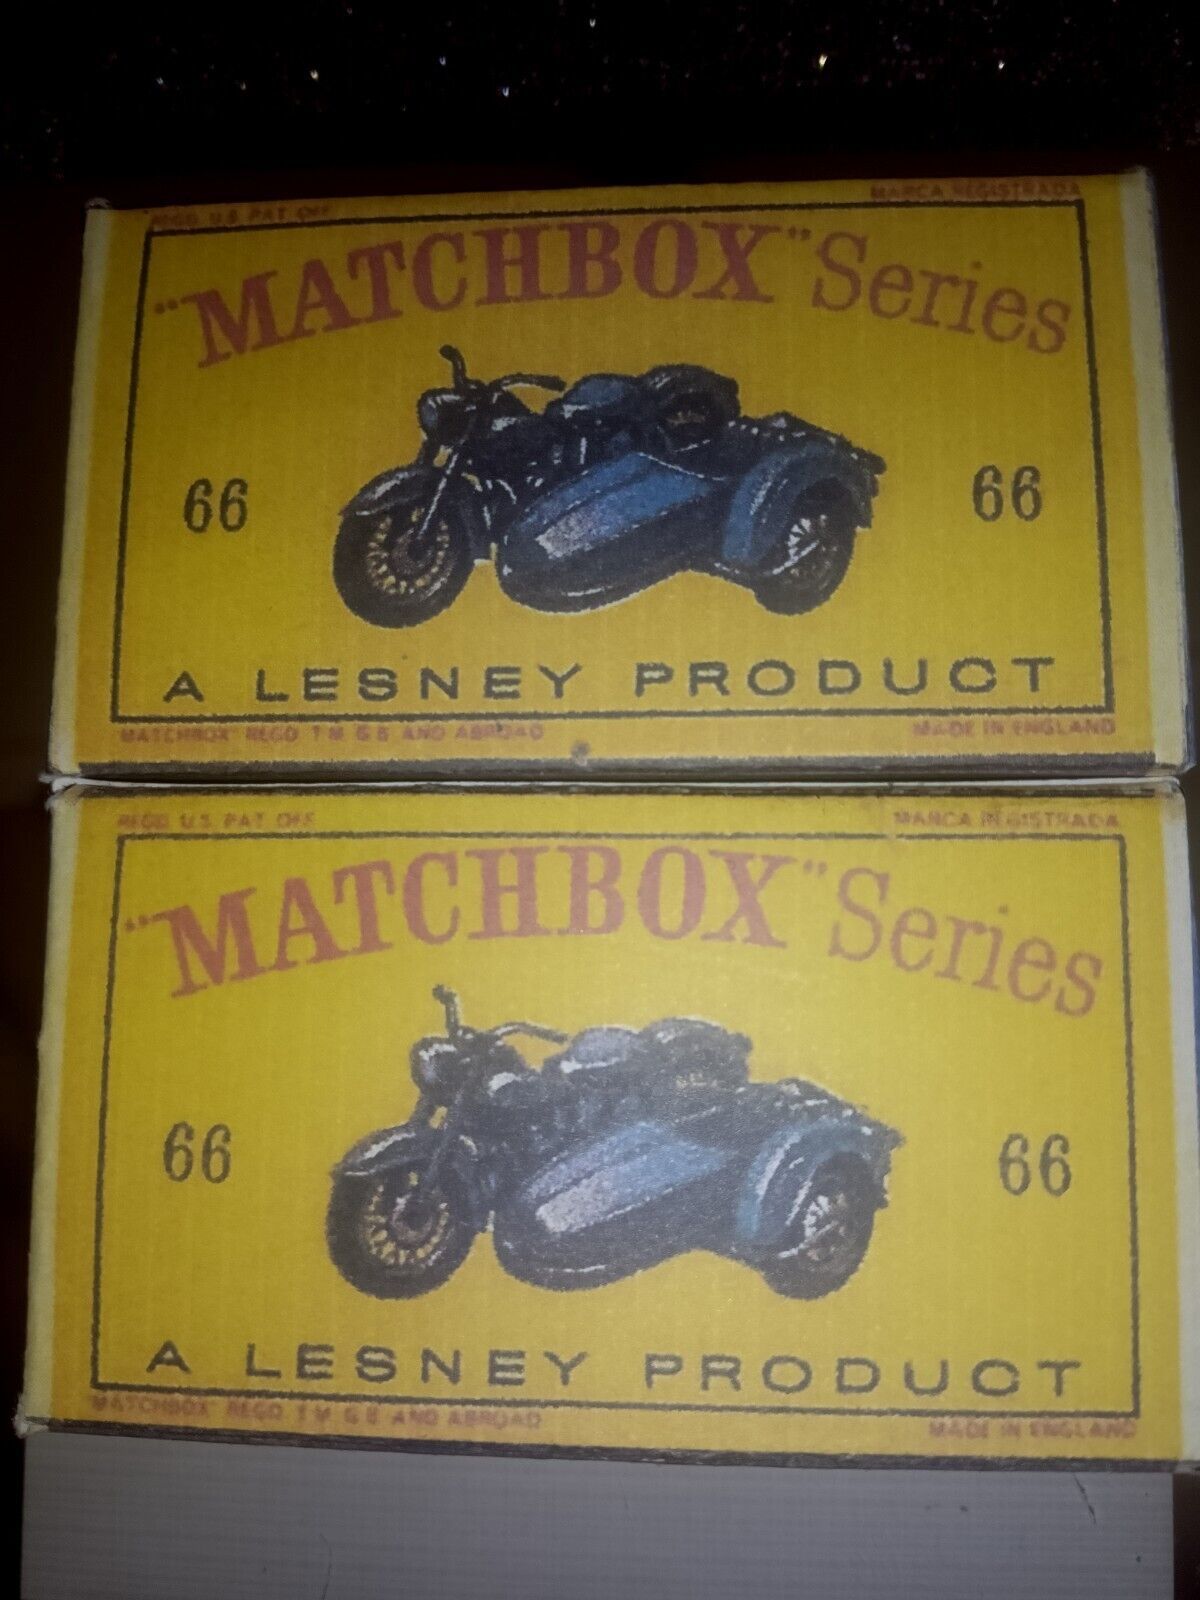 REGD. U.S. PAT. OFF. MARCA REGISTRADA
"MATCHBOX" Series
66 66
A LESNEY PRODUCT
MATCHBOX" REGD T M G B AND ABROAD MADE IN ENGLAND
REGD. U.S. PAT OFF MARCA REGISTRADA
"MATCHBOX" Series
66 66
A LESNEY PRODUCT
MATCHBOX" REGD T M G B AND ABROAD MADE IN ENGLAND